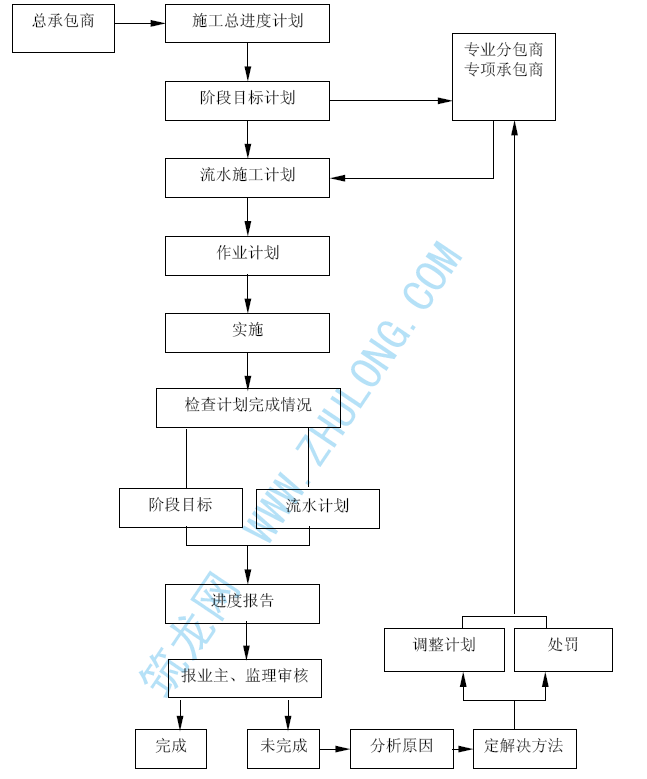 总承包商
施工总进度计划
专业分包商
专项承包商
阶段目标计划
流水施工计划
作业计划
实施
检查计划完成情况
阶段目标
流水计划
进度报告
调整计划
处罚
报业主、监理审核
完成
未完成
分析原因
定解决方法
筑龙网 WWW.ZHULONG.COM